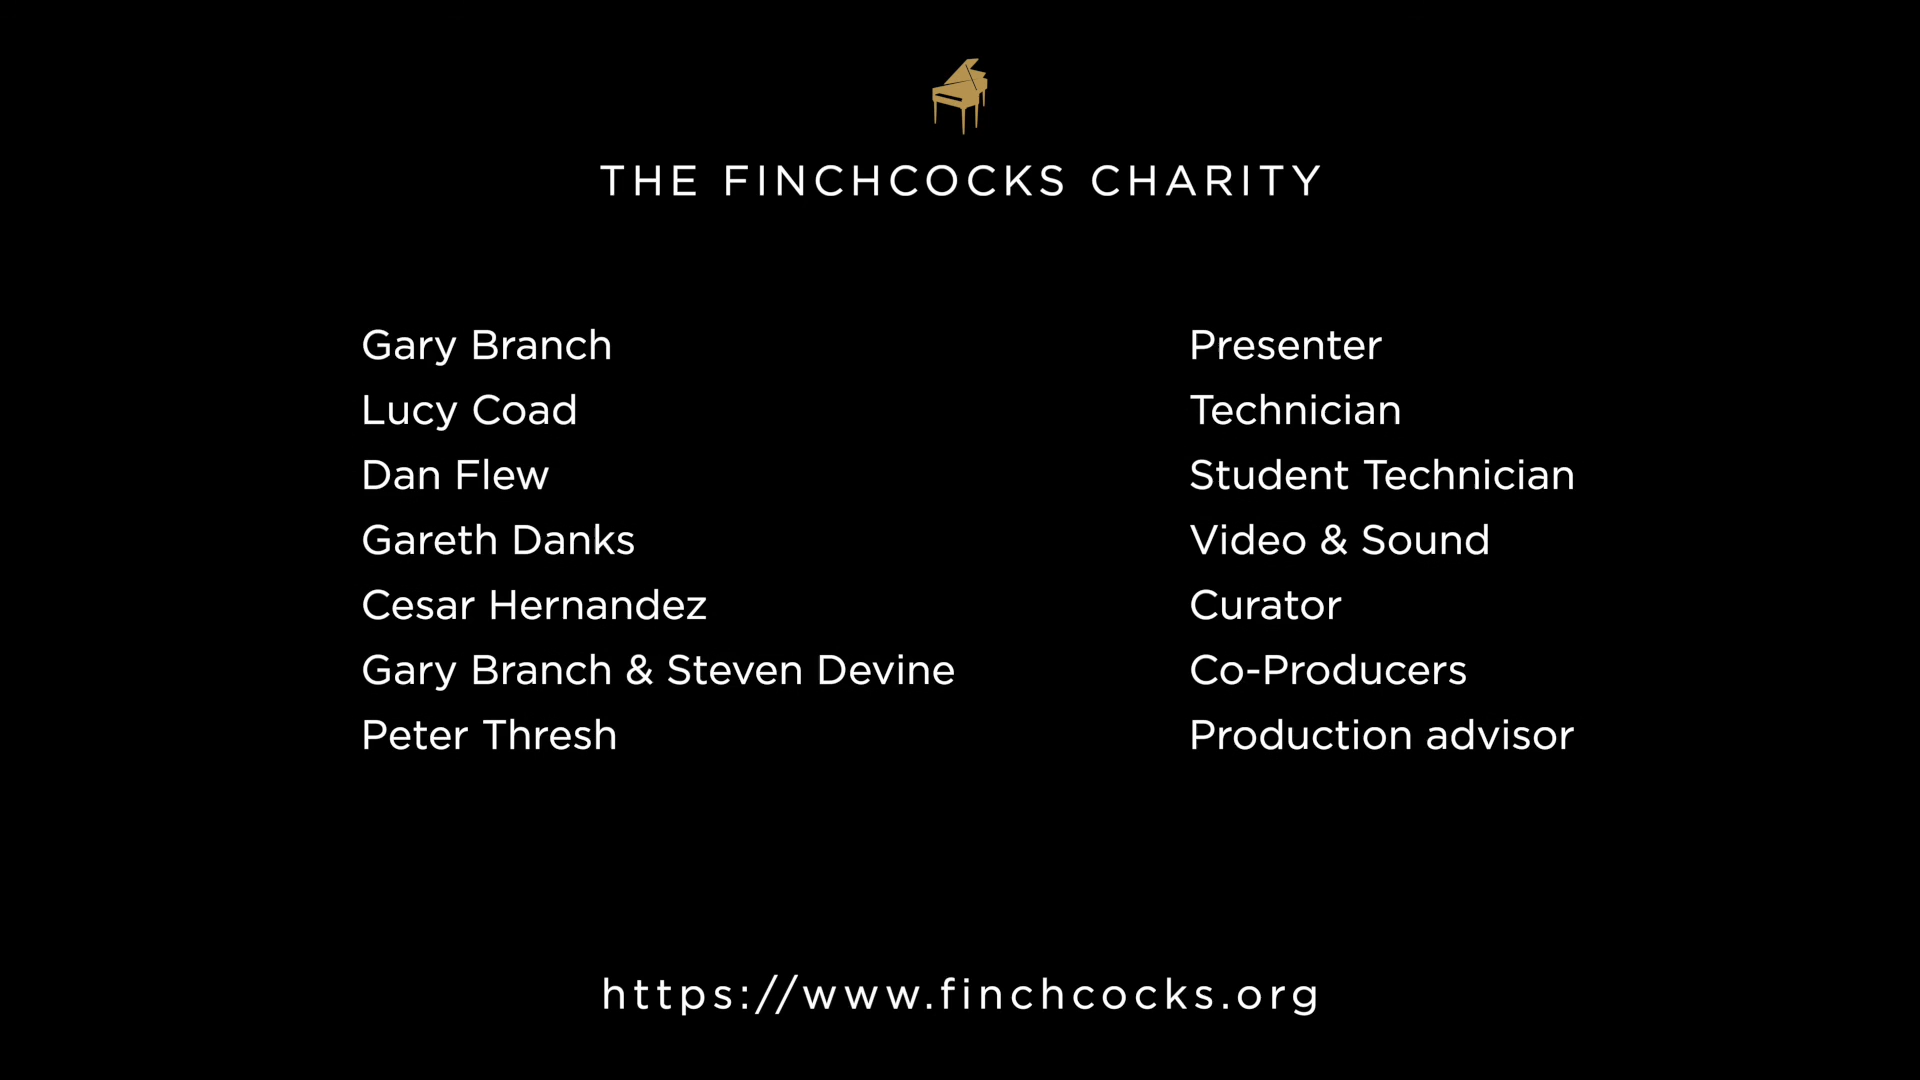 THE FINCHCOCKS CHARITY
Gary Branch Presenter
Lucy Coad Technician
Dan Flew Student Technician
Gareth Danks Video & Sound
Cesar Hernandez Curator
Gary Branch & Steven Devine Co-Producers
Peter Thresh Production advisor
https://www.finchcocks.org